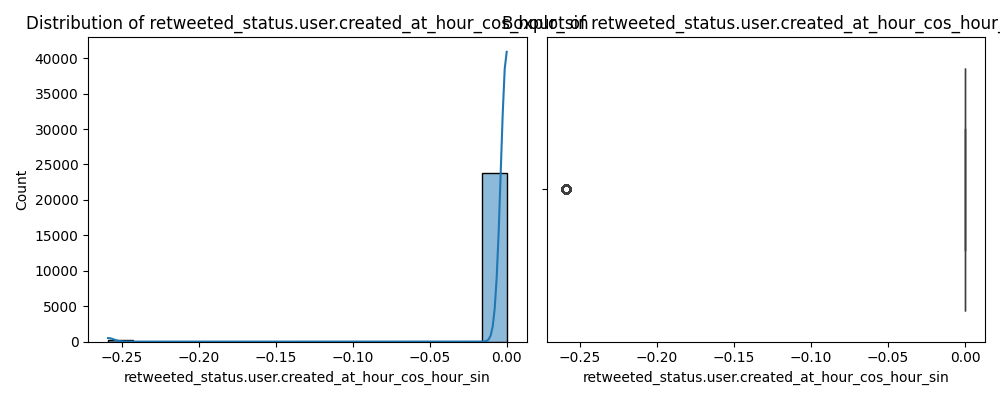 Distribution of retweeted_status.user.created_at_hour_cos_hour_sin
Boxplot of retweeted_status.user.created_at_hour_cos_hour_
40000
35000
30000
25000
20000
15000
10000
5000
0
Count
−0.25 −0.20 −0.15 −0.10 −0.05 0.00
retweeted_status.user.created_at_hour_cos_hour_sin
−0.25 −0.20 −0.15 −0.10 −0.05 0.00
retweeted_status.user.created_at_hour_cos_hour_sin